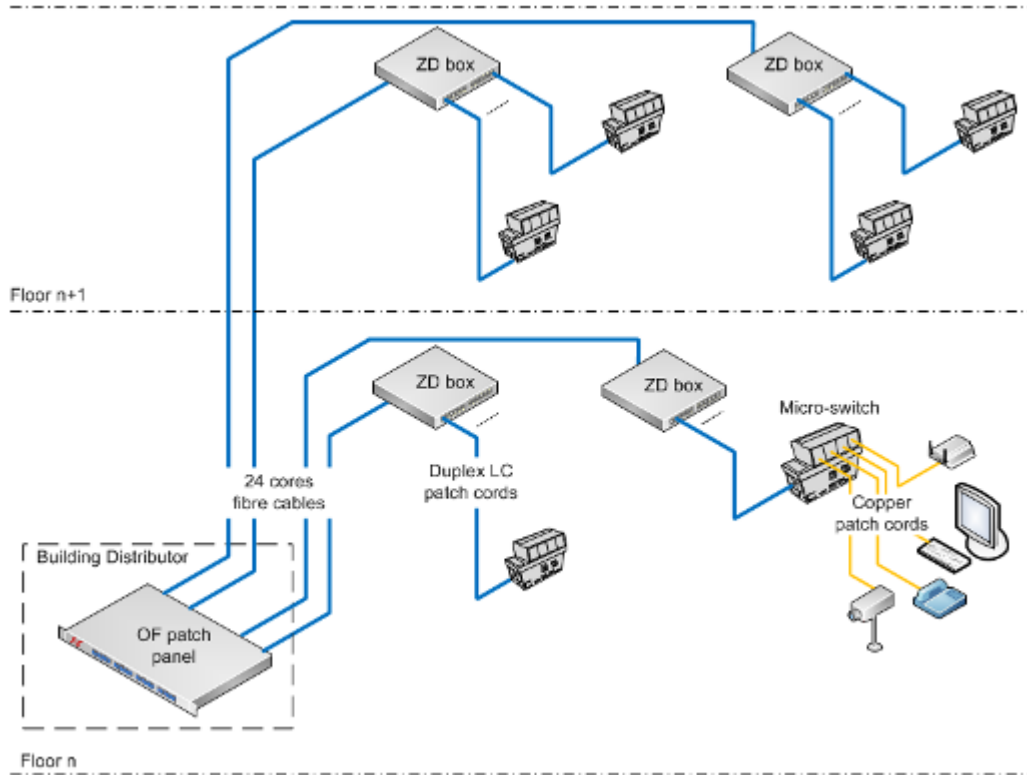 ZD box
ZD box
Floor n+1
ZD box
ZD box
Micro-switch
24 cores
fibre cables
Duplex LC
patch cords
Copper
patch cords
Building Distributor
OF patch
panel
Floor n